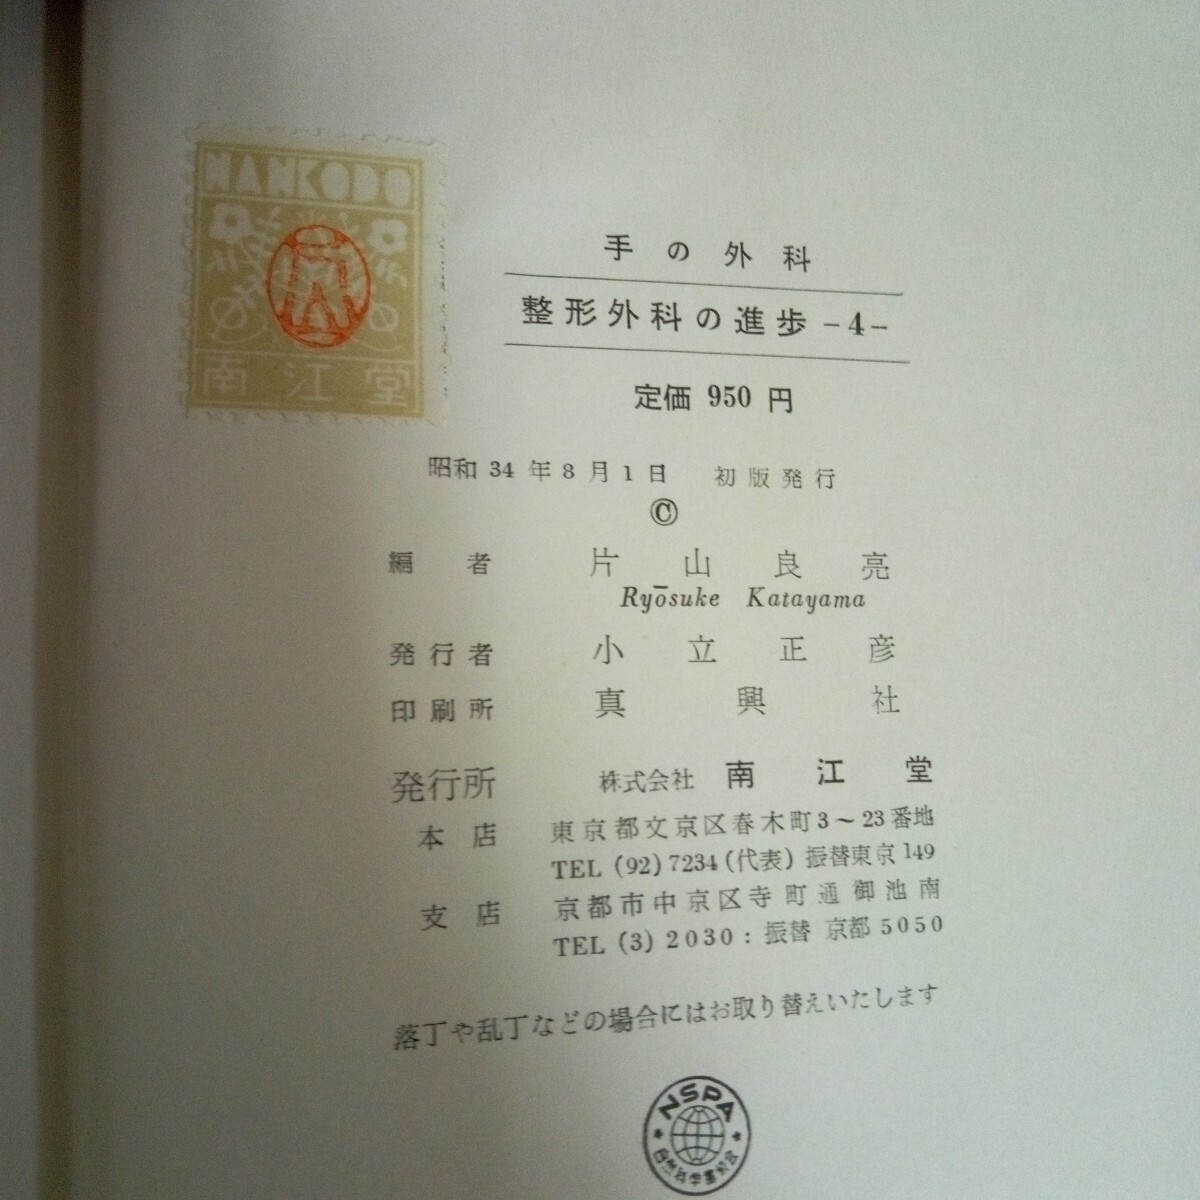 NANKODO
南江堂
手の外科
整形外科の進歩 -4-
定価 950 円
昭和 34 年 8 月 1 日 初版発行
©
編者 片山良亮
Ryōsuke Katayama
発行者 小立正彦
印刷所 真興社
発行所 株式会社 南江堂
本店 東京都文京区春木町3〜23番地
TEL (92) 7234 (代表) 振替東京 149
支店 京都市中京区寺町通御池南
TEL (3) 2030 : 振替 京都 5050
落丁や乱丁などの場合にはお取り替えいたします
NSPA